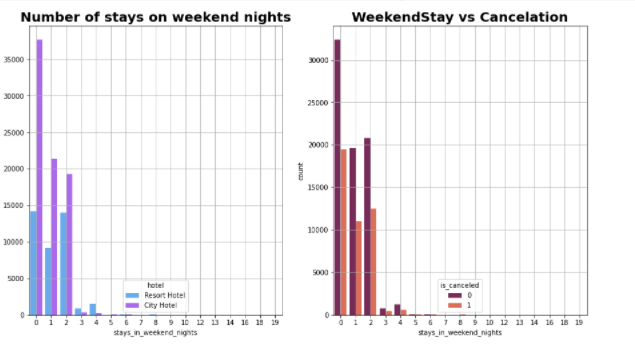 Number of stays on weekend nights
35000
30000
25000
20000
15000
10000
5000
0
hotel
Resort Hotel
City Hotel
0 1 2 3 4 5 6 7 8 9 10 12 13 14 16 18 19
stays_in_weekend_nights
WeekendStay vs Cancelation
30000
25000
20000
15000
10000
5000
0
count
is_canceled
0
1
0 1 2 3 4 5 6 7 8 9 10 12 13 14 16 18 19
stays_in_weekend_nights